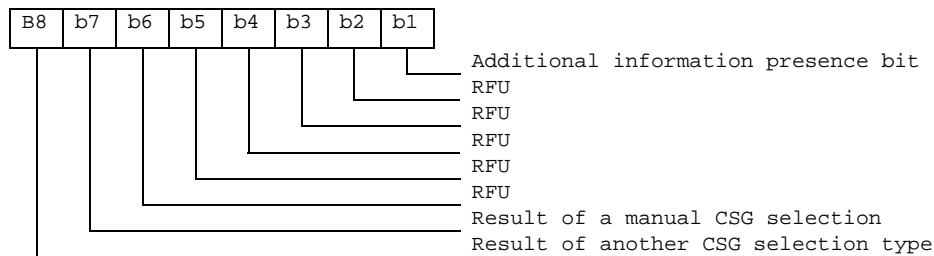 B8 b7 b6 b5 b4 b3 b2 b1
Additional information presence bit
RFU
RFU
RFU
RFU
RFU
Result of a manual CSG selection
Result of another CSG selection type